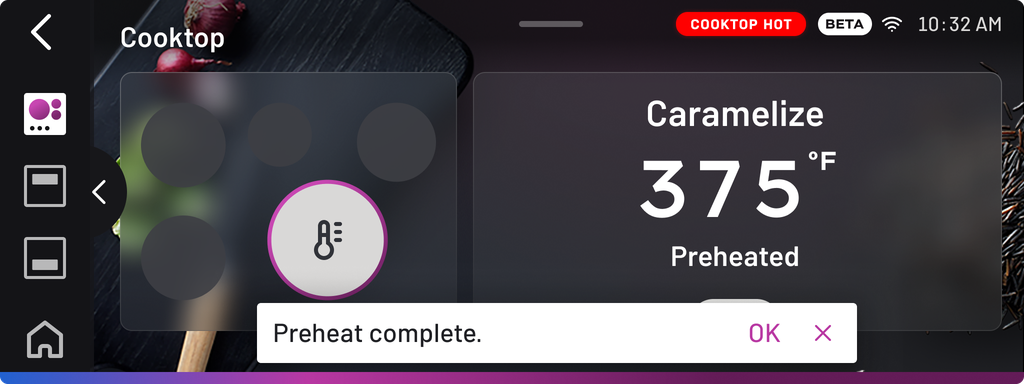 Cooktop
COOKTOP HOT
BETA
10:32 AM
Caramelize
375°F
Preheated
Preheat complete.
OK